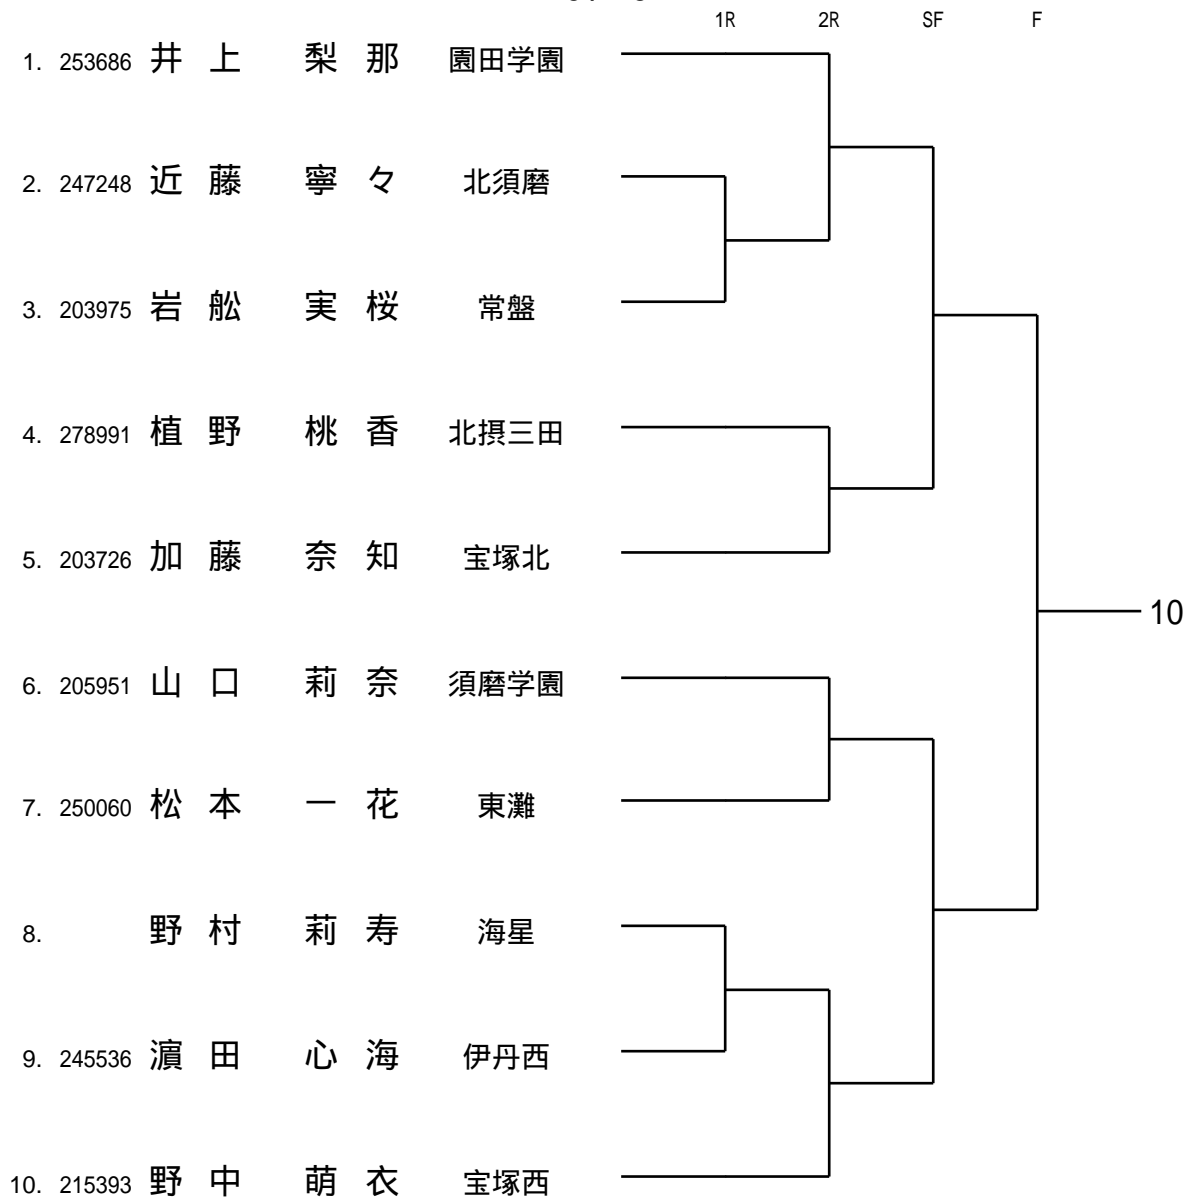 1R 2R SF F
1. 253686 井上 梨那 園田学園
2. 247248 近藤 寧々 北須磨
3. 203975 岩舩 実桜 常盤
4. 278991 植野 桃香 北摂三田
5. 203726 加藤 奈知 宝塚北
10
6. 205951 山口 莉奈 須磨学園
7. 250060 松本 一花 東灘
8. 野村 莉寿 海星
9. 245536 濵田 心海 伊丹西
10. 215393 野中 萌衣 宝塚西